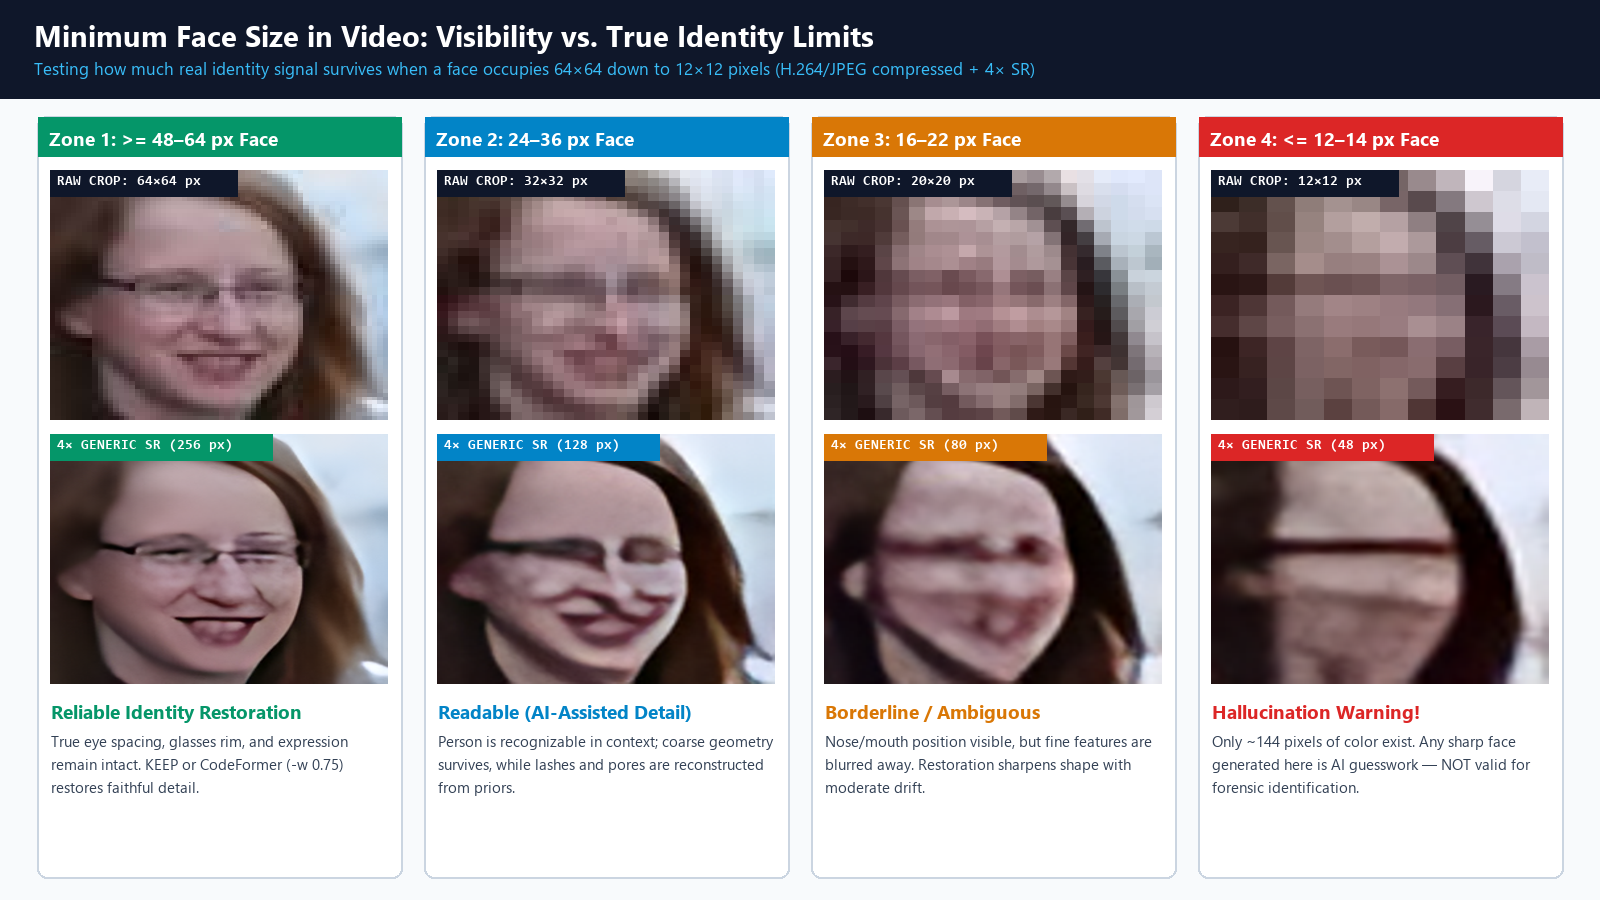 Minimum Face Size in Video: Visibility vs. True Identity Limits
Testing how much real identity signal survives when a face occupies 64×64 down to 12×12 pixels (H.264/JPEG compressed + 4× SR)
Zone 1: >= 48–64 px Face
RAW CROP: 64×64 px
4× GENERIC SR (256 px)
Reliable Identity Restoration
True eye spacing, glasses rim, and expression
remain intact. KEEP or CodeFormer (-w 0.75)
restores faithful detail.
Zone 2: 24–36 px Face
RAW CROP: 32×32 px
4× GENERIC SR (128 px)
Readable (AI-Assisted Detail)
Person is recognizable in context; coarse geometry
survives, while lashes and pores are reconstructed
from priors.
Zone 3: 16–22 px Face
RAW CROP: 20×20 px
4× GENERIC SR (80 px)
Borderline / Ambiguous
Nose/mouth position visible, but fine features are
blurred away. Restoration sharpens shape with
moderate drift.
Zone 4: <= 12–14 px Face
RAW CROP: 12×12 px
4× GENERIC SR (48 px)
Hallucination Warning!
Only ~144 pixels of color exist. Any sharp face
generated here is AI guesswork — NOT valid for
forensic identification.